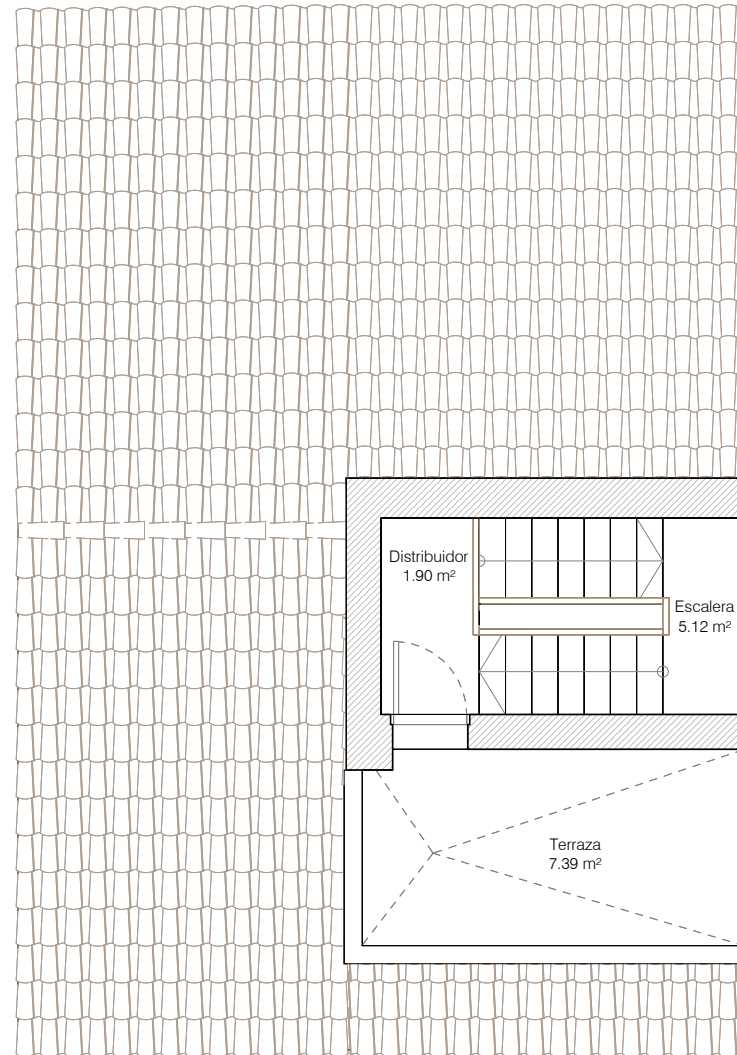 Distribuidor
1.90 m²
Escalera
5.12 m²
Terraza
7.39 m²